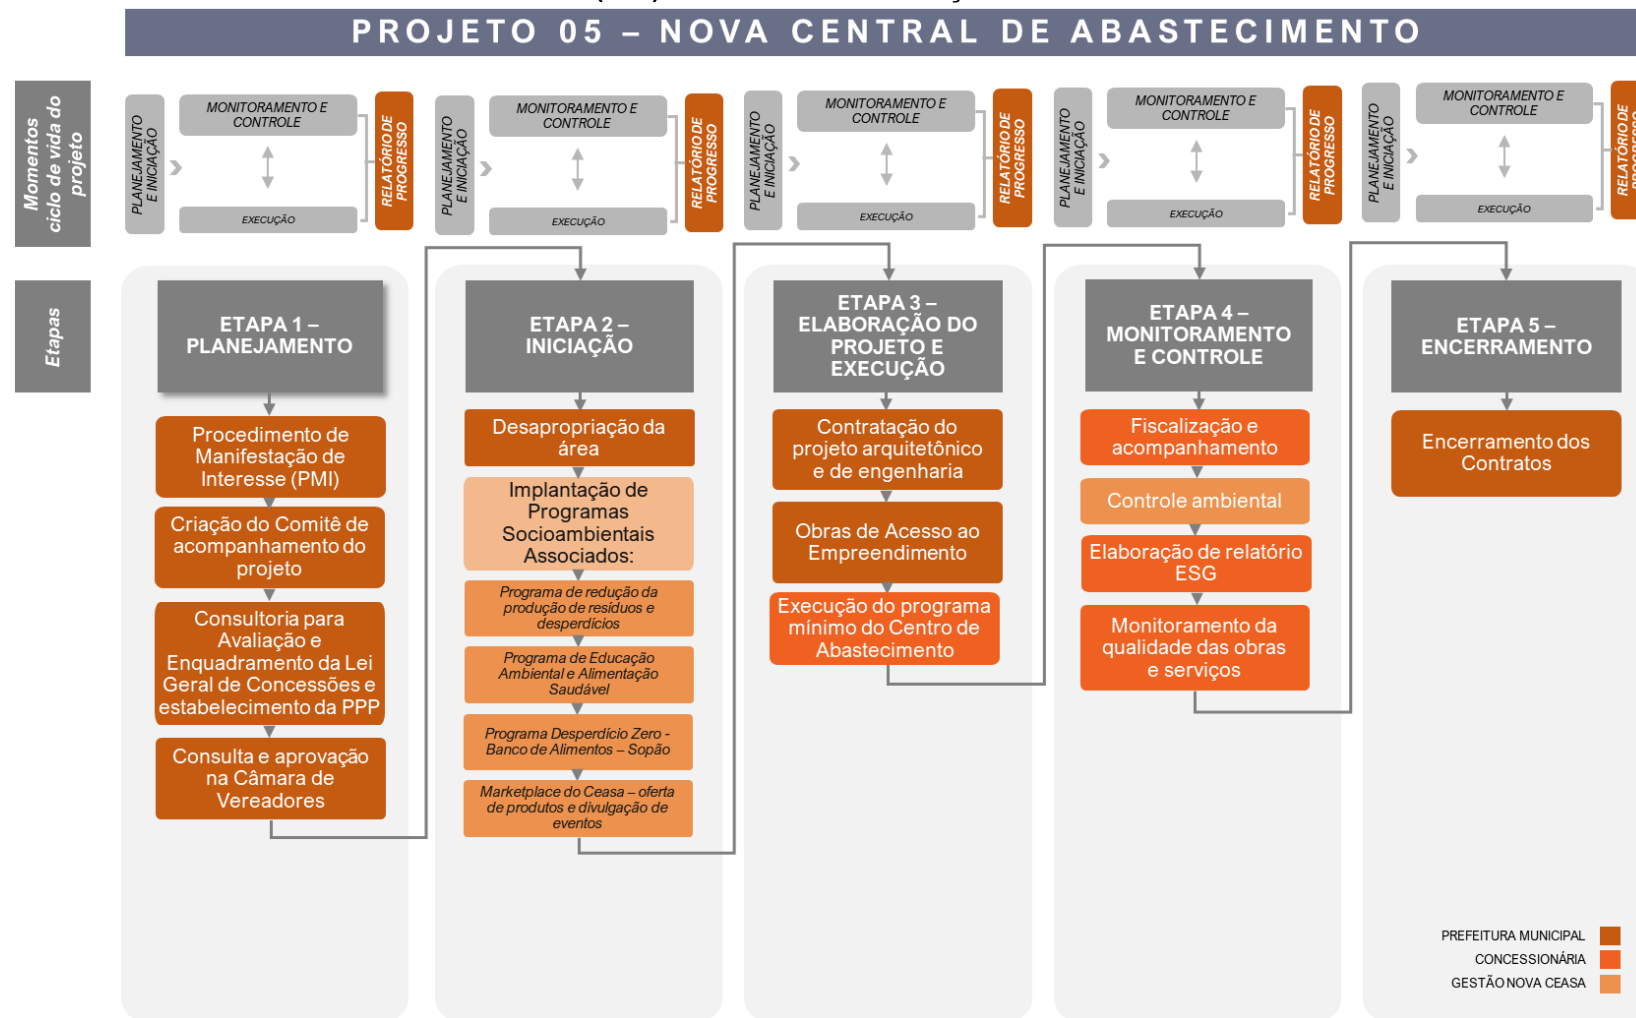 PROJETO 05 – NOVA CENTRAL DE ABASTECIMENTO
Momentos
ciclo de vida do
projeto
PLANEJAMENTO
E INICIAÇÃO
MONITORAMENTO E
CONTROLE
EXECUÇÃO
RELATÓRIO DE
PROGRESSO
PLANEJAMENTO
E INICIAÇÃO
MONITORAMENTO E
CONTROLE
EXECUÇÃO
RELATÓRIO DE
PROGRESSO
PLANEJAMENTO
E INICIAÇÃO
MONITORAMENTO E
CONTROLE
EXECUÇÃO
RELATÓRIO DE
PROGRESSO
PLANEJAMENTO
E INICIAÇÃO
MONITORAMENTO E
CONTROLE
EXECUÇÃO
RELATÓRIO DE
PROGRESSO
PLANEJAMENTO
E INICIAÇÃO
MONITORAMENTO E
CONTROLE
EXECUÇÃO
RELATÓRIO DE
PROGRESSO
Etapas
ETAPA 1 –
PLANEJAMENTO
Procedimento de
Manifestação de
Interesse (PMI)
Criação do Comitê de
acompanhamento do
projeto
Consultoria para
Avaliação e
Enquadramento da Lei
Geral de Concessões e
estabelecimento da PPP
Consulta e aprovação
na Câmara de
Vereadores
ETAPA 2 –
INICIAÇÃO
Desapropriação da
área
Implantação de
Programas
Socioambientais
Associados:
Programa de redução da
produção de resíduos e
desperdícios
Programa de Educação
Ambiental e Alimentação
Saudável
Programa Desperdício Zero -
Banco de Alimentos – Sopão
Marketplace do Ceasa – oferta
de produtos e divulgação de
eventos
ETAPA 3 –
ELABORAÇÃO DO
PROJETO E
EXECUÇÃO
Contratação do
projeto arquitetônico
e de engenharia
Obras de Acesso ao
Empreendimento
Execução do programa
mínimo do Centro de
Abastecimento
ETAPA 4 –
MONITORAMENTO
E CONTROLE
Fiscalização e
acompanhamento
Controle ambiental
Elaboração de relatório
ESG
Monitoramento da
qualidade das obras
e serviços
ETAPA 5 –
ENCERRAMENTO
Encerramento dos
Contratos
PREFEITURA MUNICIPAL
CONCESSIONÁRIA
GESTÃO NOVA CEASA